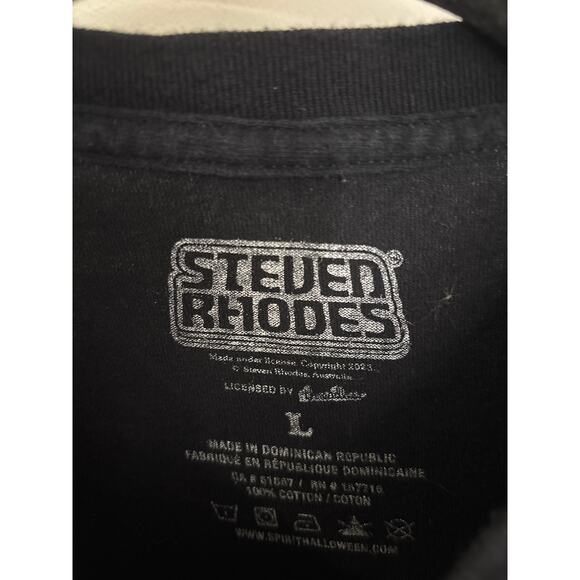 STEVEN
RHODES®
Made under license. Copyright 2023.
© Steven Rhodes, Australia.
LICENSED BY
L
MADE IN DOMINICAN REPUBLIC
FABRIQUÉ EN RÉPUBLIQUE DOMINICAINE
100% COTTON / COTON
WWW.SPIRITHALLOWEEN.COM